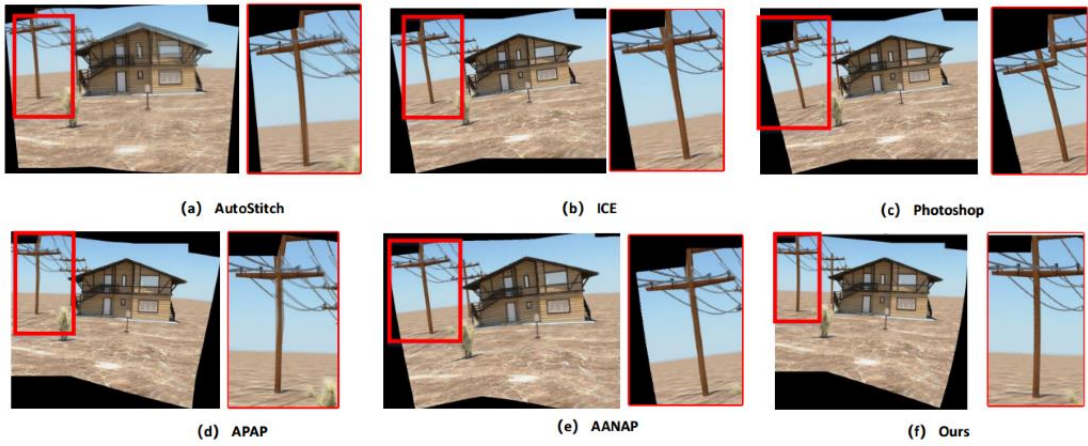 (a) AutoStitch
(b) ICE
(c) Photoshop
(d) APAP
(e) AANAP
(f) Ours